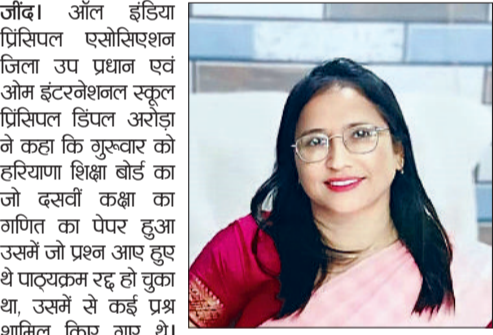 जींद। ऑल इंडिया
प्रिंसिपल एसोसिएशन
जिला उप प्रधान एवं
ओम इंटरनेशनल स्कूल
प्रिंसिपल डिंपल अरोड़ा
ने कहा कि गुरूवार को
हरियाणा शिक्षा बोर्ड का
जो दसवीं कक्षा का
गणित का पेपर हुआ
उसमें जो प्रश्न आए हुए
थे पाठ्यक्रम रद्द हो चुका
था, उसमें से कई प्रश्न
शामिल किए गए थे।